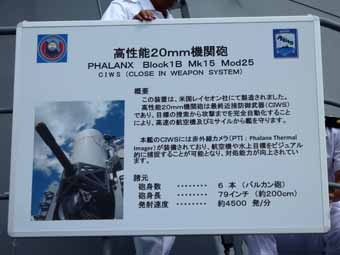 高性能20mm機関砲
PHALANX Block1B Mk15 Mod25
CIWS (CLOSE IN WEAPON SYSTEM)
概要
この装置は、米国レイセオン社にて製造されました。
高性能20mm機関砲は最終近接防御武器(CIWS)
であり、目標の捜索から攻撃までを完全自動化すること
により、高速の航空機及びミサイルから艦を守ります。
本艦のCIWSには赤外線カメラ(PTI:Phalanx Thermal
Imager)が装備されており、航空機や水上目標をビジュアル
的に捕捉することが可能となり、対処能力が向上されてい
ます。
諸元
砲身数 ‥‥‥‥ 6 本 (バルカン砲)
砲身長 ‥‥‥‥ 79インチ (約200cm)
発射速度 ‥‥‥‥ 約4500 発/分